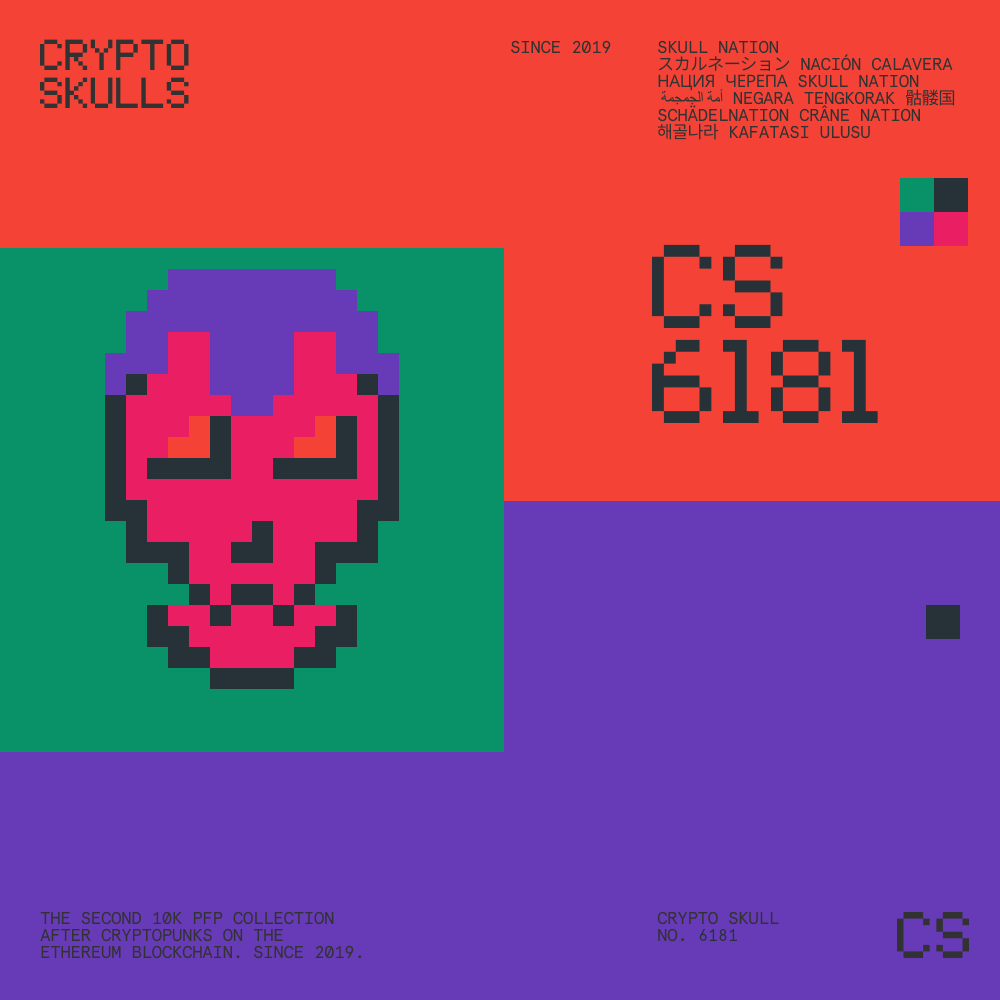 CRYPTO
SKULLS
SINCE 2019
SKULL NATION
スカルネーション NACIÓN CALAVERA
НАЦИЯ ЧЕРЕПА SKULL NATION
أمة الجمجمة NEGARA TENGKORAK 骷髅国
SCHÄDELNATION CRÂNE NATION
해골나라 KAFATASI ULUSU
CS
6181
THE SECOND 10K PFP COLLECTION
AFTER CRYPTOPUNKS ON THE
ETHEREUM BLOCKCHAIN. SINCE 2019.
CRYPTO SKULL
NO. 6181
CS